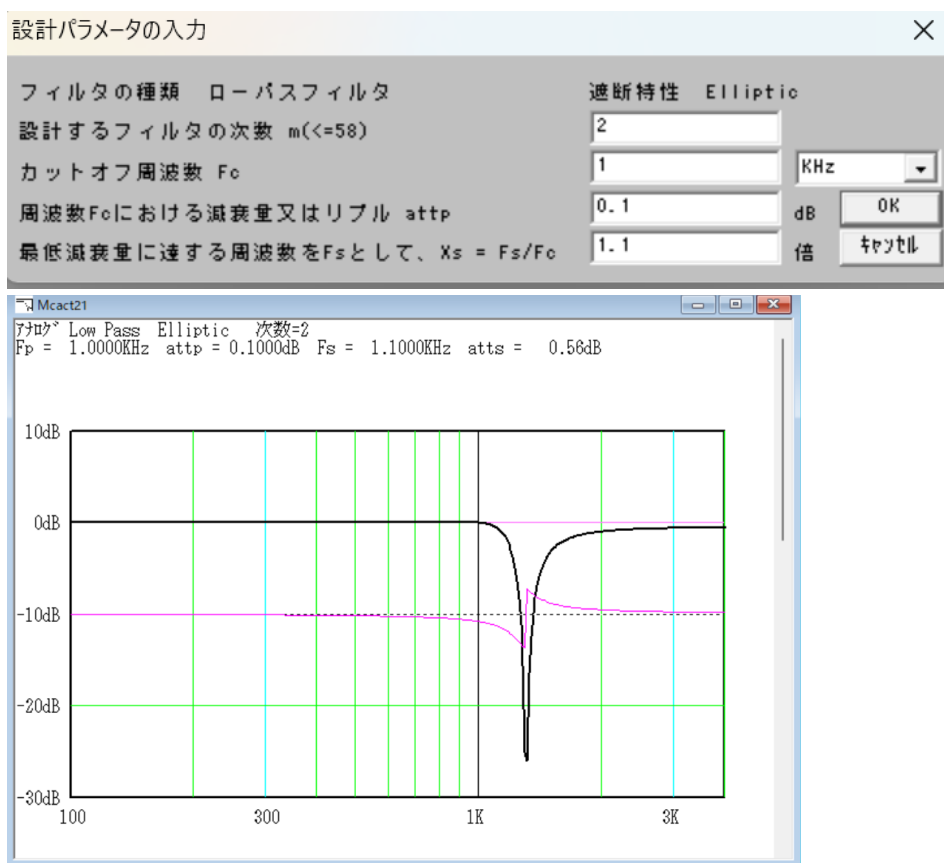 設計パラメータの入力
フィルタの種類 ローパスフィルタ 遮断特性 Elliptic
設計するフィルタの次数 m(<=58) 2
カットオフ周波数 Fc 1 KHz
周波数Fcにおける減衰量又はリプル attp 0.1 dB OK
最低減衰量に達する周波数をFsとして、Xs = Fs/Fc 1.1 倍 ｷｬﾝｾﾙ
Mcact21
ｱﾅﾛｸﾞ Low Pass Elliptic 次数=2
Fp = 1.0000KHz attp = 0.1000dB Fs = 1.1000KHz atts = 0.56dB
10dB
0dB
-10dB
-20dB
-30dB
100 300 1K 3K